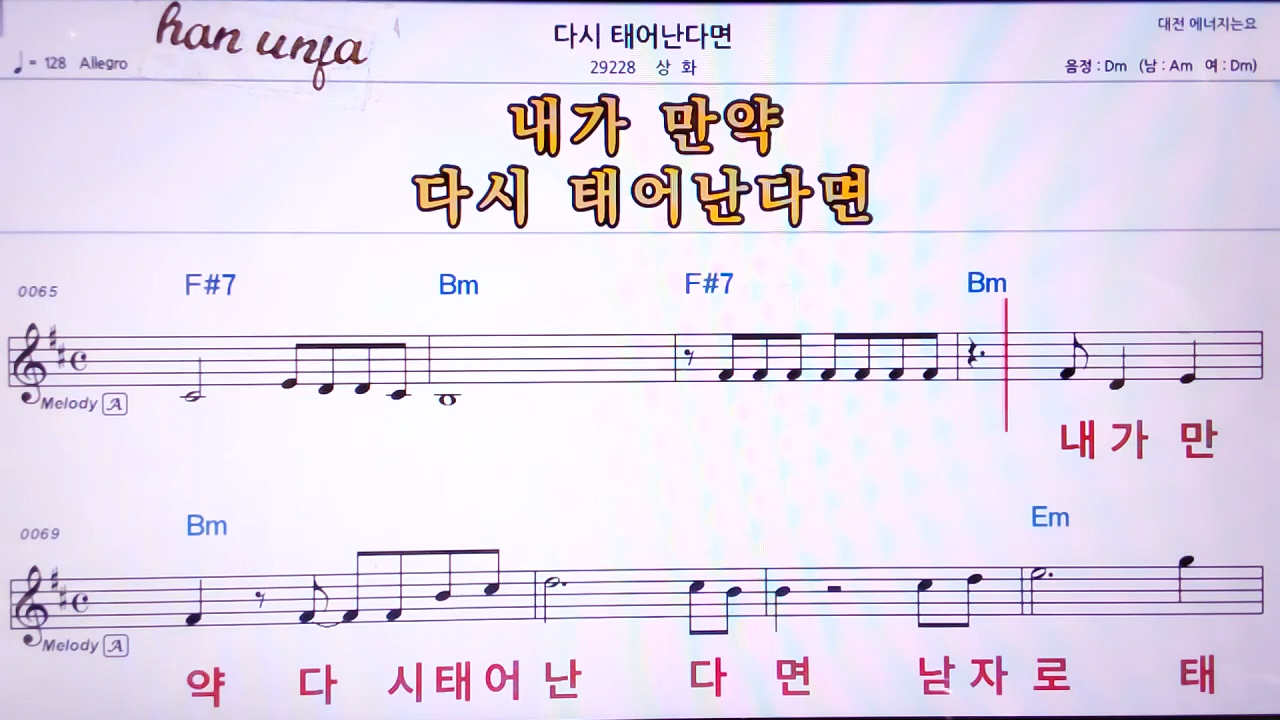 han unfa
다시 태어난다면
대전 에너지는요
♩= 128 Allegro
29228 상 화
음정 : Dm (남 : Am 여 : Dm)
내가 만약
다시 태어난다면
0065 F#7 Bm F#7 Bm
Melody A
내 가 만
0069 Bm Em
Melody A
약 다 시 태 어 난 다 면 남 자 로 태